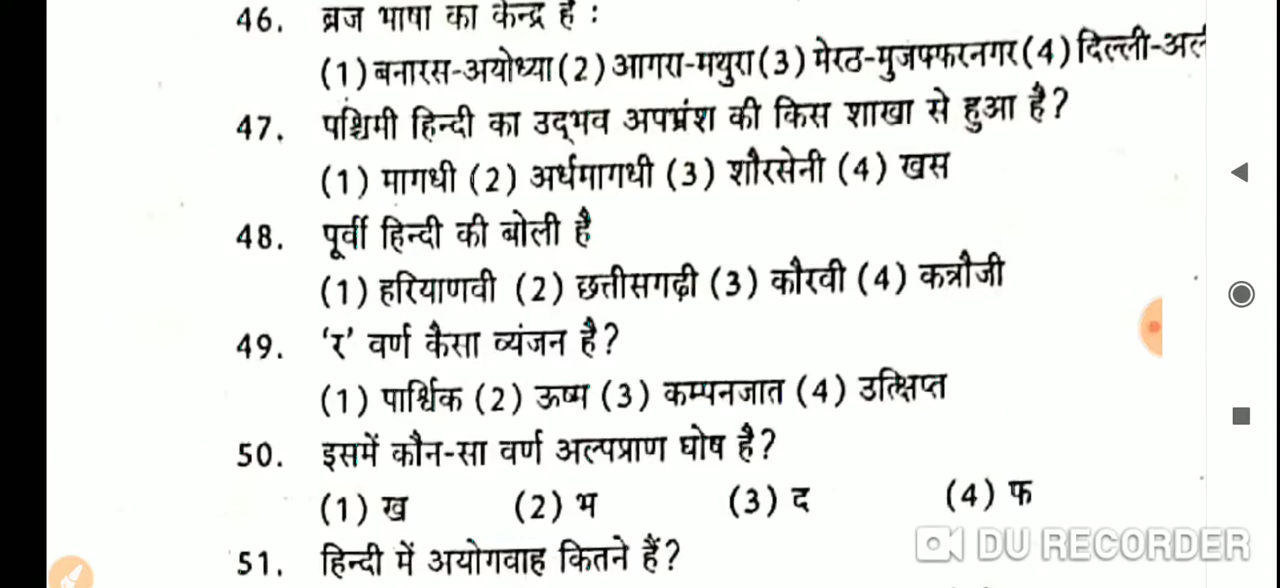 46. ब्रज भाषा का केन्द्र है :
(1) बनारस-अयोध्या (2) आगरा-मथुरा (3) मेरठ-मुजफ्फरनगर (4) दिल्ली-
47. पश्चिमी हिन्दी का उद्भव अपभ्रंश की किस शाखा से हुआ है?
(1) मागधी (2) अर्धमागधी (3) शौरसेनी (4) खस
48. पूर्वी हिन्दी की बोली है
(1) हरियाणवी (2) छत्तीसगढ़ी (3) कौरवी (4) कन्नौजी
49. 'र' वर्ण कैसा व्यंजन है?
(1) पार्श्विक (2) ऊष्म (3) कम्पनजात (4) उत्क्षिप्त
50. इसमें कौन-सा वर्ण अल्पप्राण घोष है?
(1) ख (2) भ (3) द (4) फ
51. हिन्दी में अयोगवाह कितने हैं?
DU RECORDER